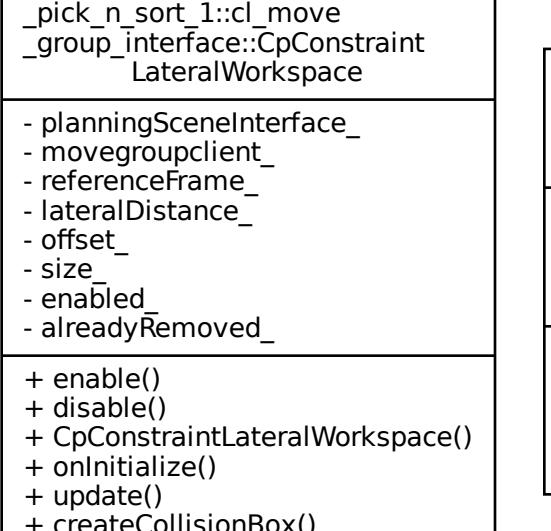 _pick_n_sort_1::cl_move
_group_interface::CpConstraint
LateralWorkspace
- planningSceneInterface_
- movegroupclient_
- referenceFrame_
- lateralDistance_
- offset_
- size_
- enabled_
- alreadyRemoved_
+ enable()
+ disable()
+ CpConstraintLateralWorkspace()
+ onInitialize()
+ update()
+ createCollisionBox()